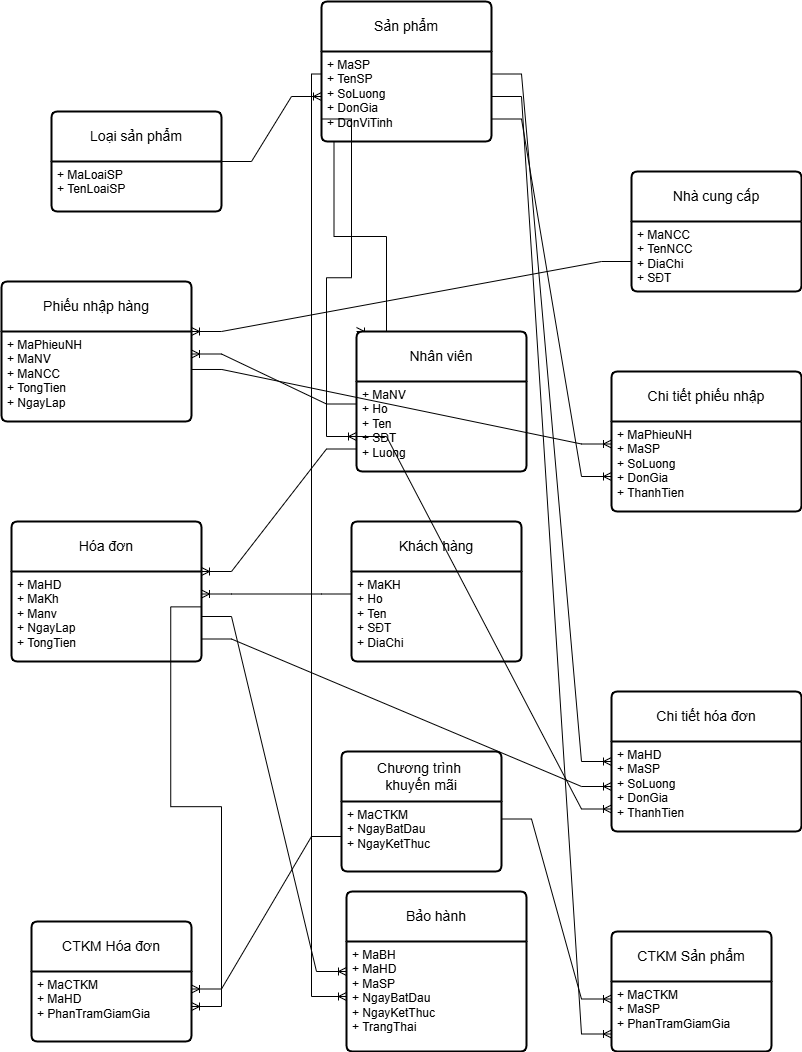 Sản phẩm
+ MaSP
+ TenSP
+ SoLuong
+ DonGia
+ DonViTinh
Loại sản phẩm
+ MaLoaiSP
+ TenLoaiSP
Nhà cung cấp
+ MaNCC
+ TenNCC
+ DiaChi
+ SĐT
Phiếu nhập hàng
+ MaPhieuNH
+ MaNV
+ MaNCC
+ TongTien
+ NgayLap
Nhân viên
+ MaNV
+ Ho
+ Ten
+ SĐT
+ Luong
Chi tiết phiếu nhập
+ MaPhieuNH
+ MaSP
+ SoLuong
+ DonGia
+ ThanhTien
Hóa đơn
+ MaHD
+ MaKh
+ Manv
+ NgayLap
+ TongTien
Khách hàng
+ MaKH
+ Ho
+ Ten
+ SĐT
+ DiaChi
Chi tiết hóa đơn
+ MaHD
+ MaSP
+ SoLuong
+ DonGia
+ ThanhTien
Chương trình
khuyến mãi
+ MaCTKM
+ NgayBatDau
+ NgayKetThuc
Bảo hành
+ MaBH
+ MaHD
+ MaSP
+ NgayBatDau
+ NgayKetThuc
+ TrangThai
CTKM Hóa đơn
+ MaCTKM
+ MaHD
+ PhanTramGiamGia
CTKM Sản phẩm
+ MaCTKM
+ MaSP
+ PhanTramGiamGia